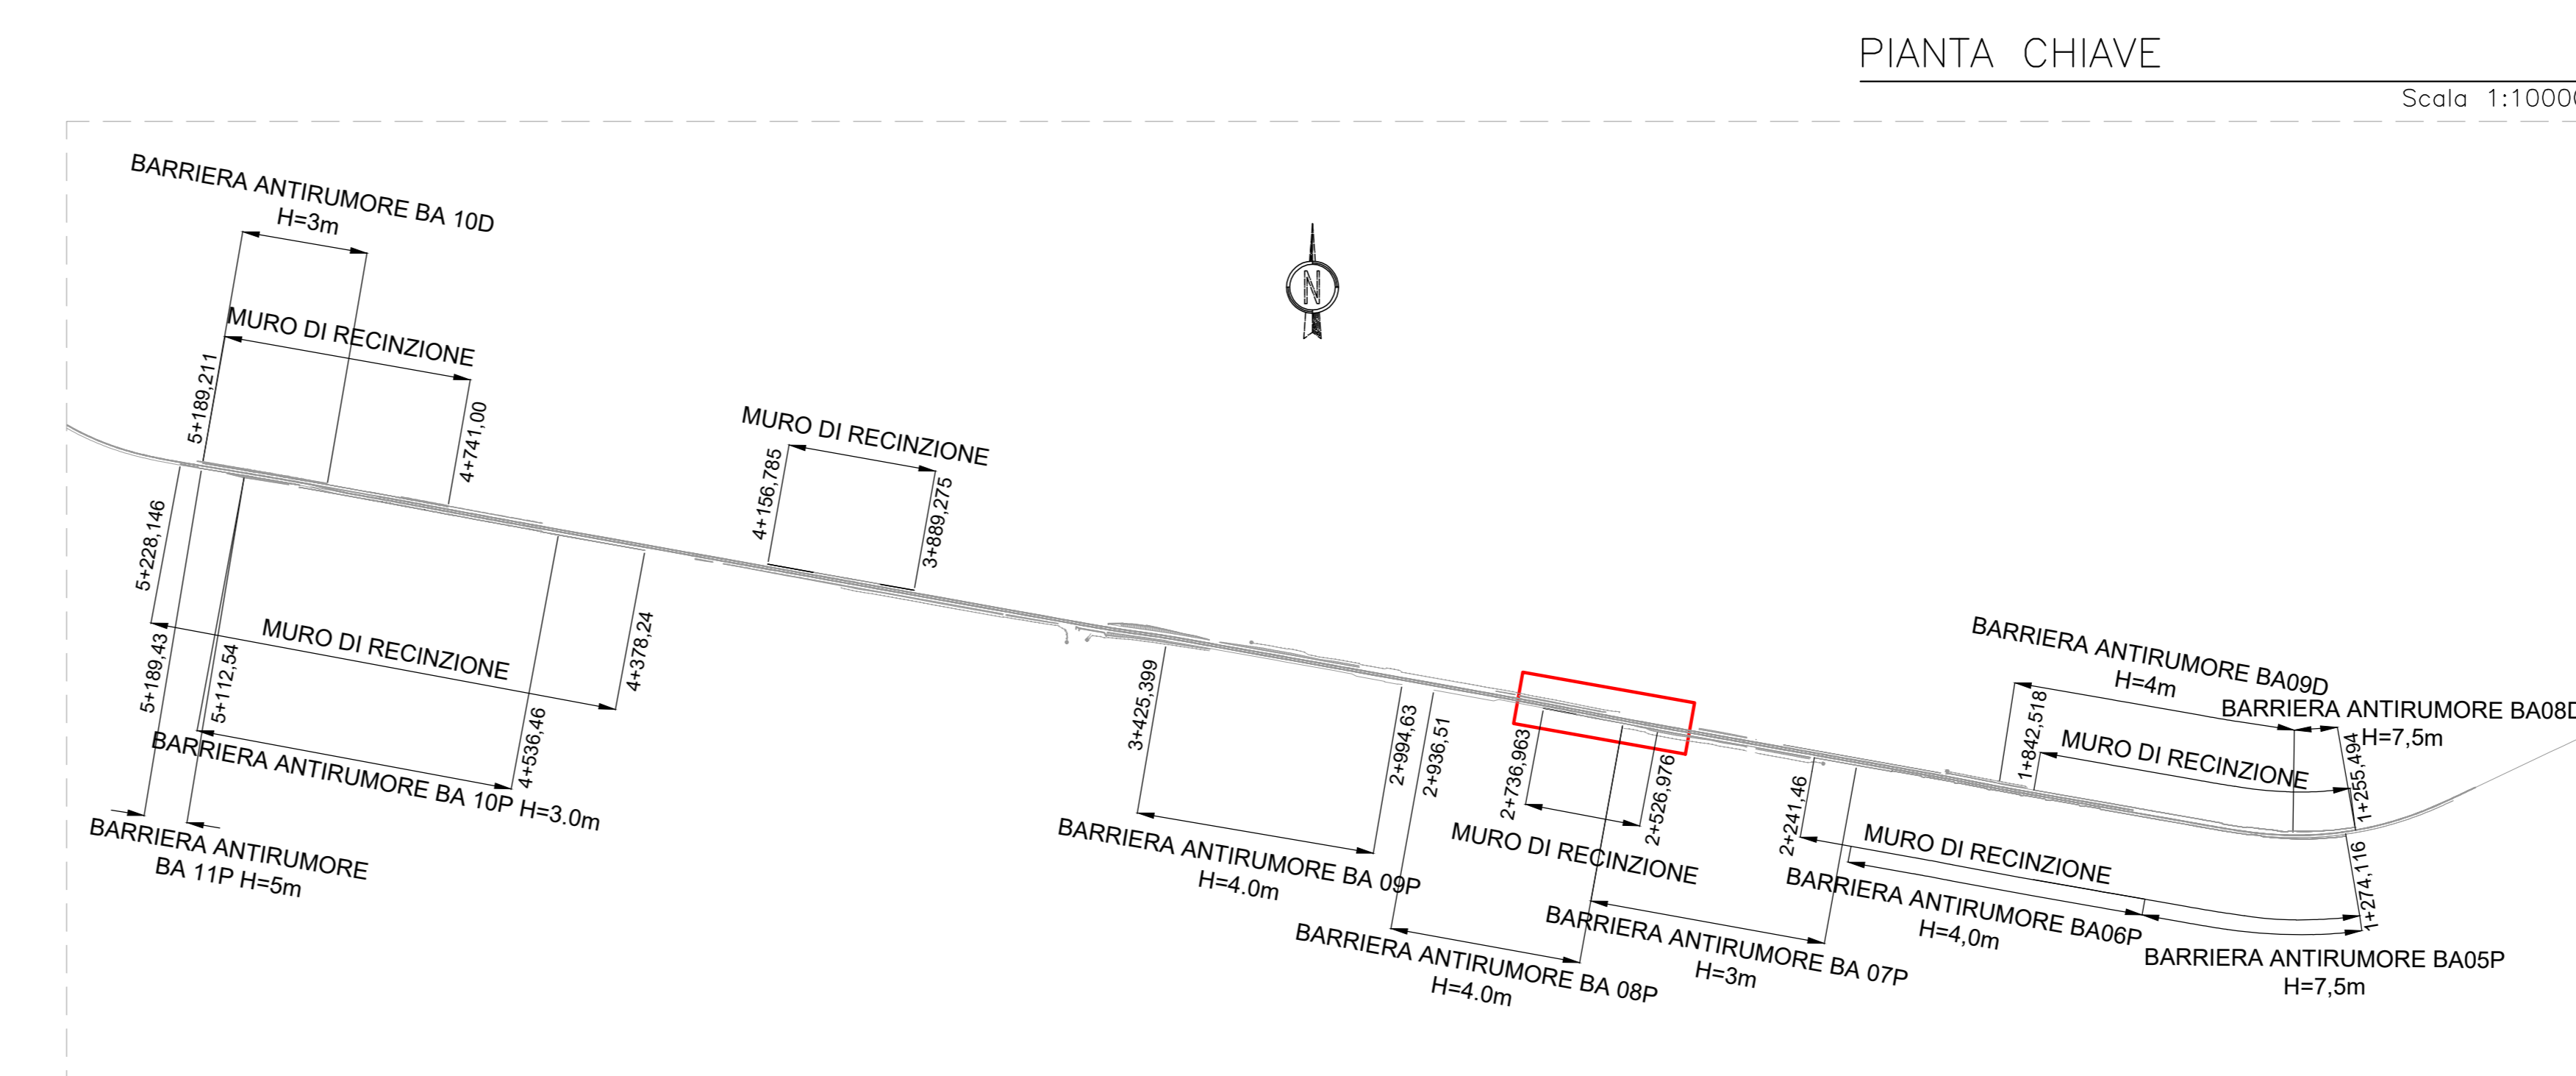 PIANTA CHIAVE
Scala 1:10000
BARRIERA ANTIRUMORE BA 10D
H=3m
N
MURO DI RECINZIONE
5+189,211
4+741,00
MURO DI RECINZIONE
4+156,785
3+889,275
5+228,146
MURO DI RECINZIONE
4+378,24
5+189,43
5+112,54
4+536,46
BARRIERA ANTIRUMORE BA 10P H=3.0m
BARRIERA ANTIRUMORE
BA 11P H=5m
3+425,399
2+994,63
2+936,51
BARRIERA ANTIRUMORE BA 09P
H=4.0m
2+736,963
2+526,976
MURO DI RECINZIONE
BARRIERA ANTIRUMORE BA 08P
H=4.0m
BARRIERA ANTIRUMORE BA 07P
H=3m
BARRIERA ANTIRUMORE BA09D
H=4m
BARRIERA ANTIRUMORE BA08D
H=7,5m
1+842,518
MURO DI RECINZIONE
1+255,494
2+241,46
MURO DI RECINZIONE
1+274,116
BARRIERA ANTIRUMORE BA06P
H=4,0m
BARRIERA ANTIRUMORE BA05P
H=7,5m